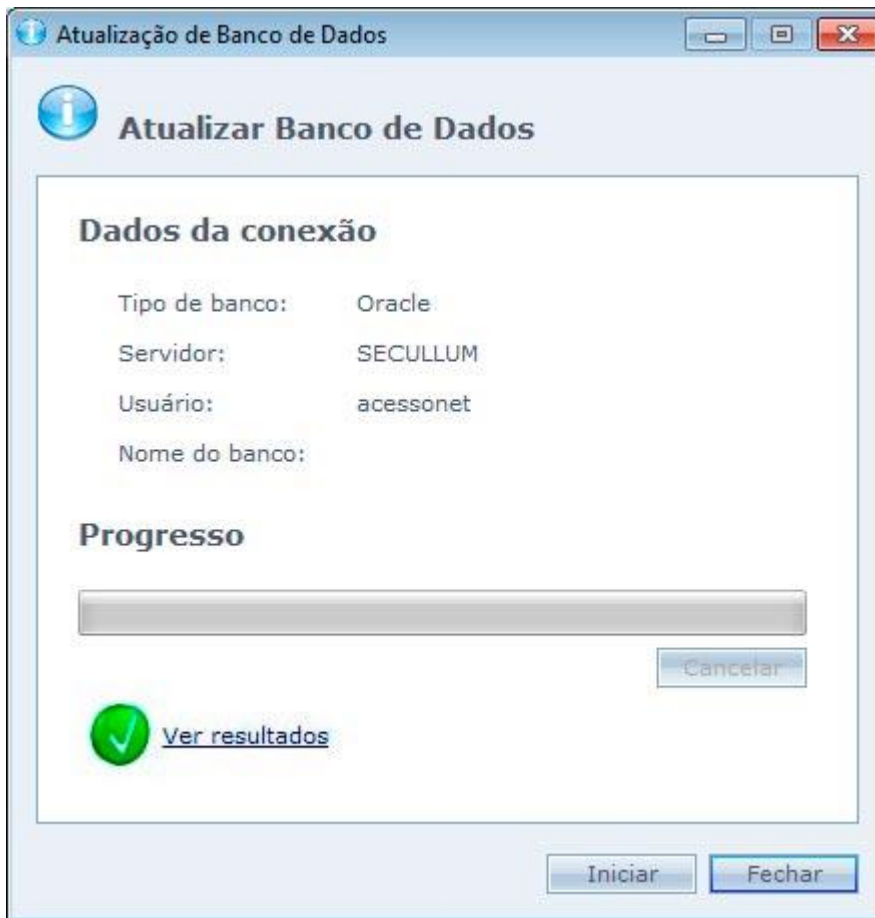 Atualização de Banco de Dados
Atualizar Banco de Dados
Dados da conexão
Tipo de banco: Oracle
Servidor: SECULLUM
Usuário: acessonet
Nome do banco:
Progresso
Cancelar
Ver resultados
Iniciar Fechar